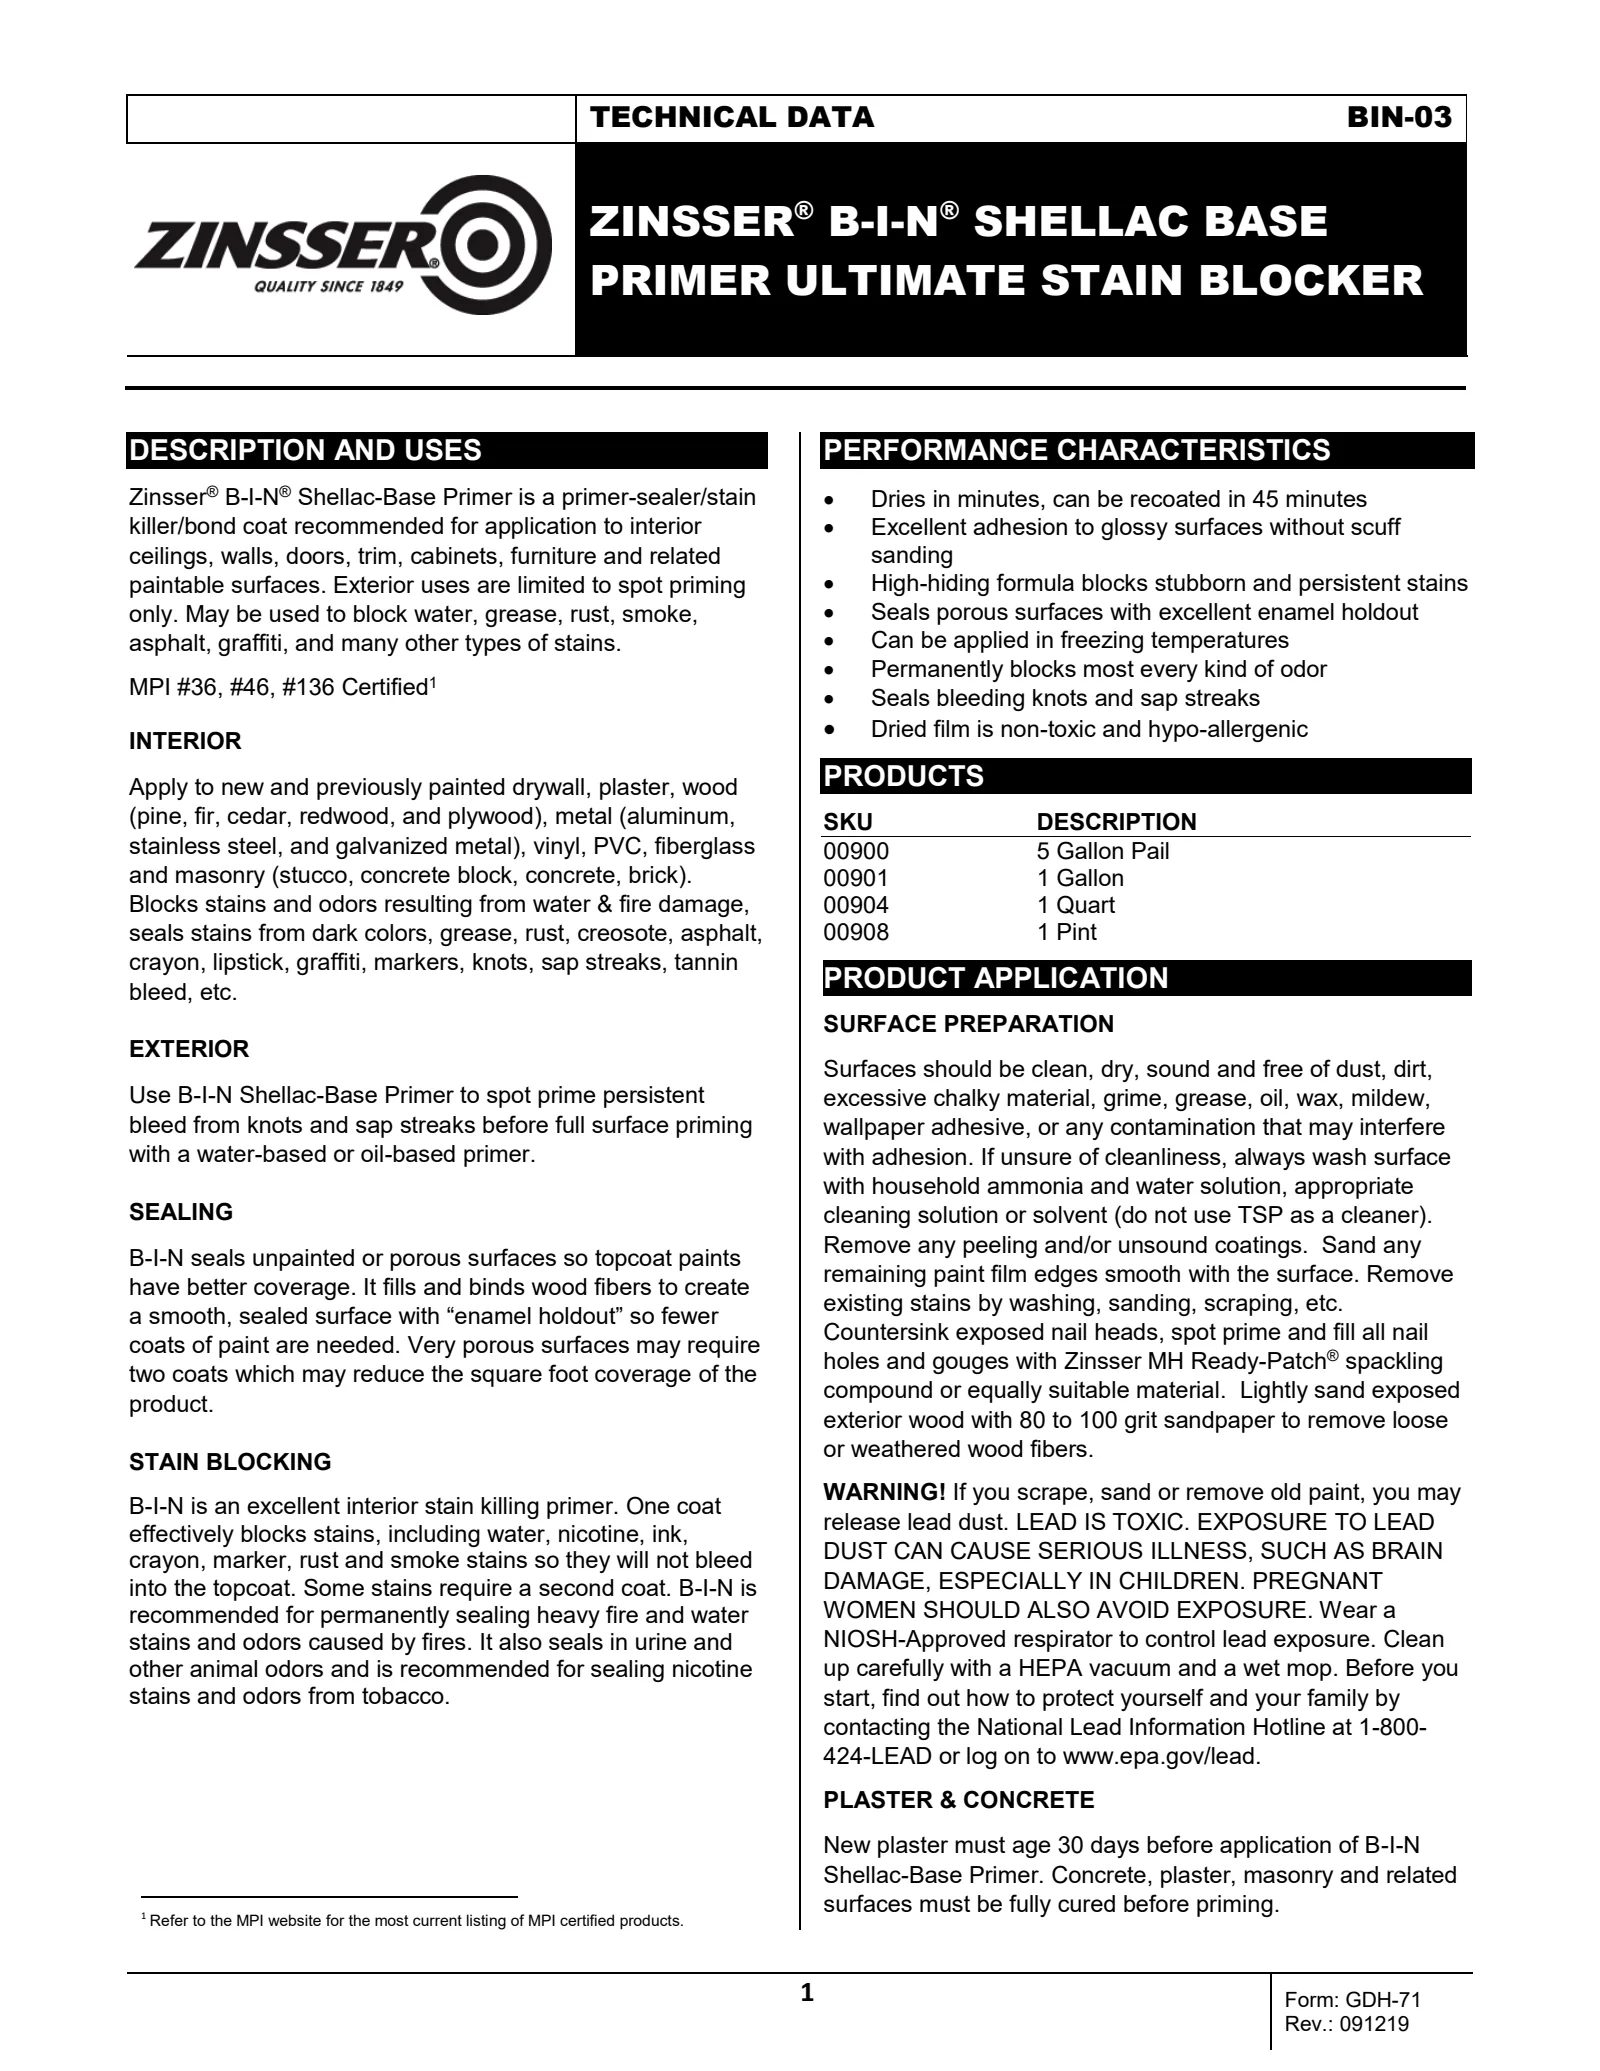 TECHNICAL DATA BIN-03
ZINSSER®
QUALITY SINCE 1849
ZINSSER® B-I-N® SHELLAC BASE
PRIMER ULTIMATE STAIN BLOCKER
DESCRIPTION AND USES
Zinsser® B-I-N® Shellac-Base Primer is a primer-sealer/stain
killer/bond coat recommended for application to interior
ceilings, walls, doors, trim, cabinets, furniture and related
paintable surfaces. Exterior uses are limited to spot priming
only. May be used to block water, grease, rust, smoke,
asphalt, graffiti, and many other types of stains.
MPI #36, #46, #136 Certified¹
INTERIOR
Apply to new and previously painted drywall, plaster, wood
(pine, fir, cedar, redwood, and plywood), metal (aluminum,
stainless steel, and galvanized metal), vinyl, PVC, fiberglass
and masonry (stucco, concrete block, concrete, brick).
Blocks stains and odors resulting from water & fire damage,
seals stains from dark colors, grease, rust, creosote, asphalt,
crayon, lipstick, graffiti, markers, knots, sap streaks, tannin
bleed, etc.
EXTERIOR
Use B-I-N Shellac-Base Primer to spot prime persistent
bleed from knots and sap streaks before full surface priming
with a water-based or oil-based primer.
SEALING
B-I-N seals unpainted or porous surfaces so topcoat paints
have better coverage. It fills and binds wood fibers to create
a smooth, sealed surface with “enamel holdout” so fewer
coats of paint are needed. Very porous surfaces may require
two coats which may reduce the square foot coverage of the
product.
STAIN BLOCKING
B-I-N is an excellent interior stain killing primer. One coat
effectively blocks stains, including water, nicotine, ink,
crayon, marker, rust and smoke stains so they will not bleed
into the topcoat. Some stains require a second coat. B-I-N is
recommended for permanently sealing heavy fire and water
stains and odors caused by fires. It also seals in urine and
other animal odors and is recommended for sealing nicotine
stains and odors from tobacco.
¹ Refer to the MPI website for the most current listing of MPI certified products.
PERFORMANCE CHARACTERISTICS
• Dries in minutes, can be recoated in 45 minutes
• Excellent adhesion to glossy surfaces without scuff
sanding
• High-hiding formula blocks stubborn and persistent stains
• Seals porous surfaces with excellent enamel holdout
• Can be applied in freezing temperatures
• Permanently blocks most every kind of odor
• Seals bleeding knots and sap streaks
• Dried film is non-toxic and hypo-allergenic
PRODUCTS
SKU DESCRIPTION
00900 5 Gallon Pail
00901 1 Gallon
00904 1 Quart
00908 1 Pint
PRODUCT APPLICATION
SURFACE PREPARATION
Surfaces should be clean, dry, sound and free of dust, dirt,
excessive chalky material, grime, grease, oil, wax, mildew,
wallpaper adhesive, or any contamination that may interfere
with adhesion. If unsure of cleanliness, always wash surface
with household ammonia and water solution, appropriate
cleaning solution or solvent (do not use TSP as a cleaner).
Remove any peeling and/or unsound coatings. Sand any
remaining paint film edges smooth with the surface. Remove
existing stains by washing, sanding, scraping, etc.
Countersink exposed nail heads, spot prime and fill all nail
holes and gouges with Zinsser MH Ready-Patch® spackling
compound or equally suitable material. Lightly sand exposed
exterior wood with 80 to 100 grit sandpaper to remove loose
or weathered wood fibers.
WARNING! If you scrape, sand or remove old paint, you may
release lead dust. LEAD IS TOXIC. EXPOSURE TO LEAD
DUST CAN CAUSE SERIOUS ILLNESS, SUCH AS BRAIN
DAMAGE, ESPECIALLY IN CHILDREN. PREGNANT
WOMEN SHOULD ALSO AVOID EXPOSURE. Wear a
NIOSH-Approved respirator to control lead exposure. Clean
up carefully with a HEPA vacuum and a wet mop. Before you
start, find out how to protect yourself and your family by
contacting the National Lead Information Hotline at 1-800-
424-LEAD or log on to www.epa.gov/lead.
PLASTER & CONCRETE
New plaster must age 30 days before application of B-I-N
Shellac-Base Primer. Concrete, plaster, masonry and related
surfaces must be fully cured before priming.
1
Form: GDH-71
Rev.: 091219